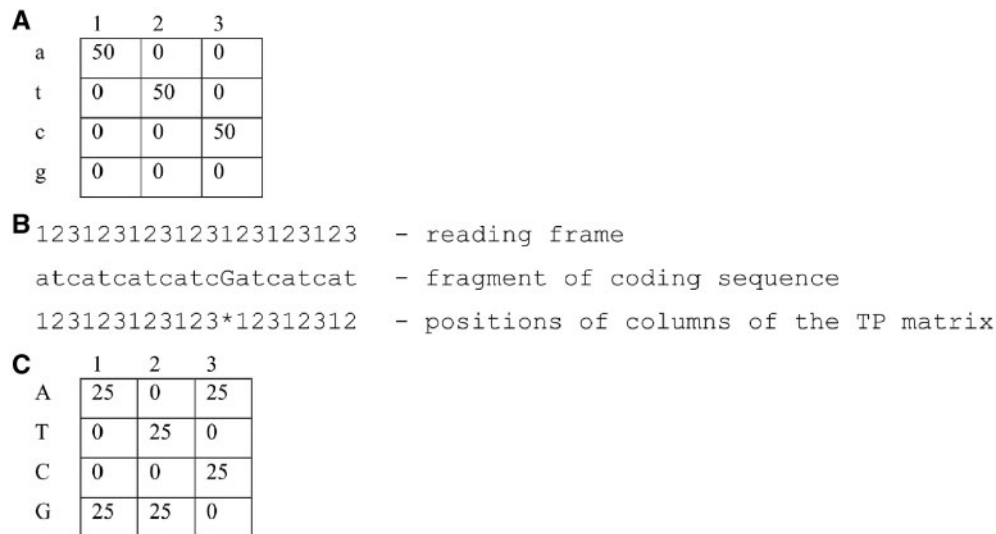 A 1 2 3
a 50 0 0
t 0 50 0
c 0 0 50
g 0 0 0
B 123123123123123123123 - reading frame
atcatcatcatcGatcatcat - fragment of coding sequence
123123123123*12312312 - positions of columns of the TP matrix
C 1 2 3
A 25 0 25
T 0 25 0
C 0 0 25
G 25 25 0